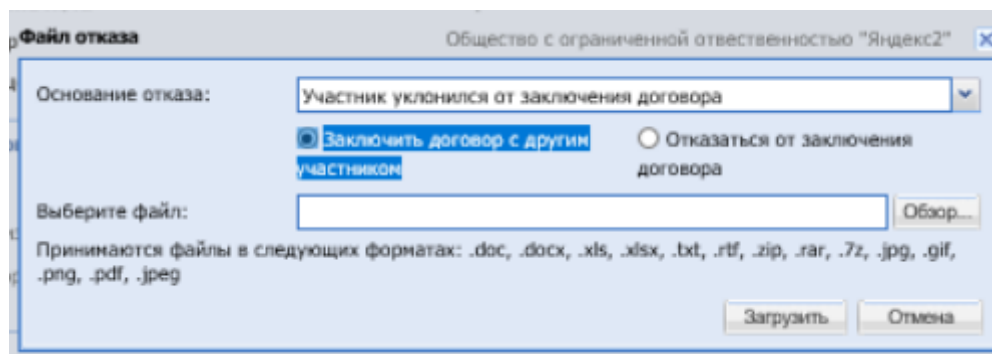 Файл отказа Общество с ограниченной отвественностью "Яндекс2"
Основание отказа: Участник уклонился от заключения договора
Заключить договор с другим Отказаться от заключения
участником договора
Выберите файл: Обзор...
Принимаются файлы в следующих форматах: .doc, .docx, .xls, .xlsx, .txt, .rtf, .zip, .rar, .7z, .jpg, .gif,
.png, .pdf, .jpeg
Загрузить Отмена